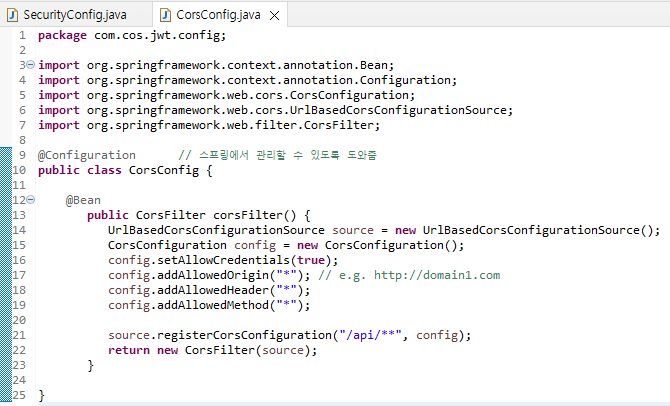 SecurityConfig.java CorsConfig.java
1 package com.cos.jwt.config;
2
3 import org.springframework.context.annotation.Bean;
4 import org.springframework.context.annotation.Configuration;
5 import org.springframework.web.cors.CorsConfiguration;
6 import org.springframework.web.cors.UrlBasedCorsConfigurationSource;
7 import org.springframework.web.filter.CorsFilter;
8
9 @Configuration // 스프링에서 관리할 수 있도록 도와줌
10 public class CorsConfig {
11
12 @Bean
13 public CorsFilter corsFilter() {
14 UrlBasedCorsConfigurationSource source = new UrlBasedCorsConfigurationSource();
15 CorsConfiguration config = new CorsConfiguration();
16 config.setAllowCredentials(true);
17 config.addAllowedOrigin("*"); // e.g. http://domain1.com
18 config.addAllowedHeader("*");
19 config.addAllowedMethod("*");
20
21 source.registerCorsConfiguration("/api/**", config);
22 return new CorsFilter(source);
23 }
24
25 }